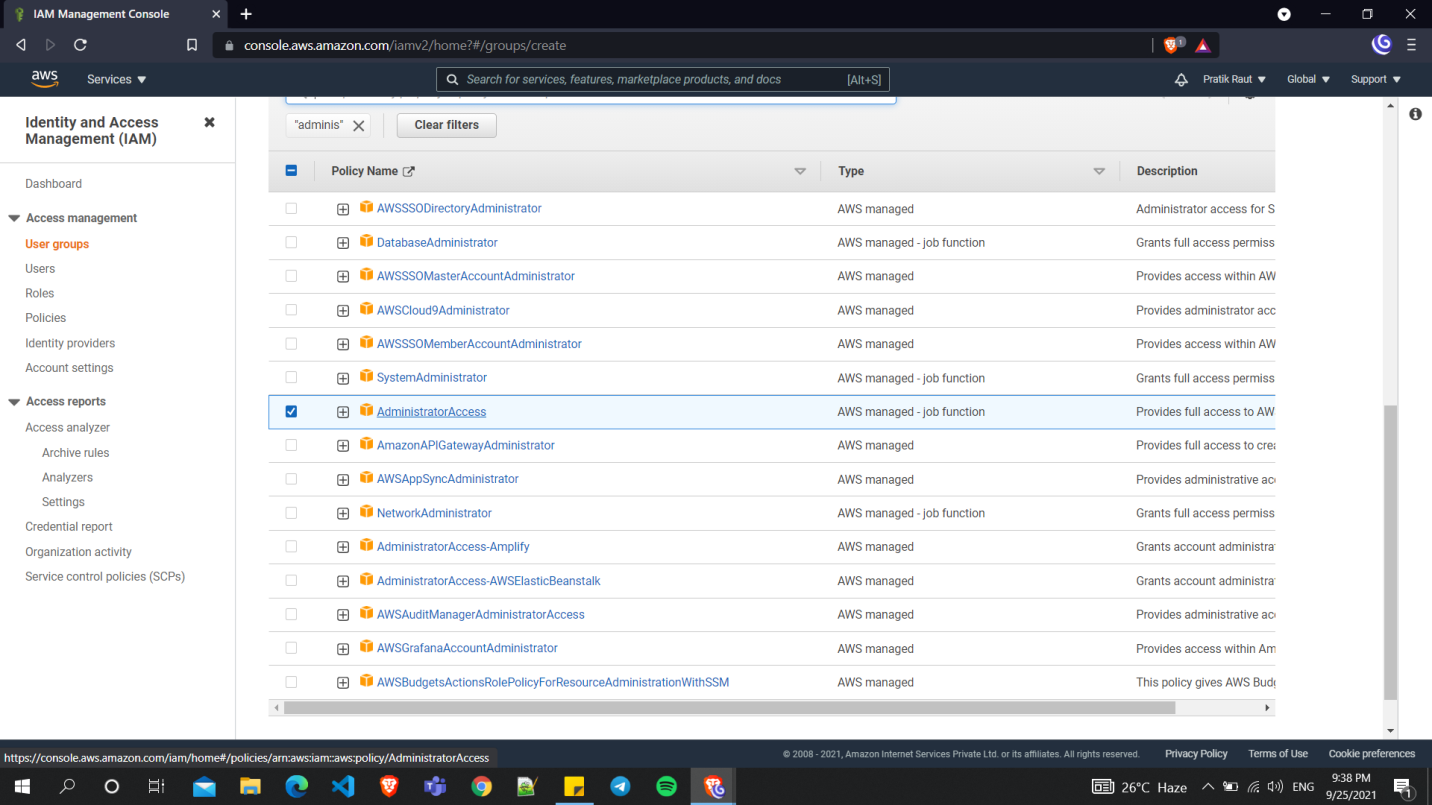 IAM Management Console
console.aws.amazon.com/iamv2/home?#/groups/create
1
aws Services Search for services, features, marketplace products, and docs [Alt+S] Pratik Raut Global Support
Identity and Access
Management (IAM)
Dashboard
Access management
User groups
Users
Roles
Policies
Identity providers
Account settings
Access reports
Access analyzer
Archive rules
Analyzers
Settings
Credential report
Organization activity
Service control policies (SCPs)
"adminis" Clear filters
Policy Name Type Description
AWSSSODirectoryAdministrator AWS managed Administrator access for S
DatabaseAdministrator AWS managed - job function Grants full access permiss
AWSSSOMasterAccountAdministrator AWS managed Provides access within AW
AWSCloud9Administrator AWS managed Provides administrator acc
AWSSSOMemberAccountAdministrator AWS managed Provides access within AW
SystemAdministrator AWS managed - job function Grants full access permiss
AdministratorAccess AWS managed - job function Provides full access to AW
AmazonAPIGatewayAdministrator AWS managed Provides full access to crea
AWSAppSyncAdministrator AWS managed Provides administrative acc
NetworkAdministrator AWS managed - job function Grants full access permiss
AdministratorAccess-Amplify AWS managed Grants account administra
AdministratorAccess-AWSElasticBeanstalk AWS managed Grants account administra
AWSAuditManagerAdministratorAccess AWS managed Provides administrative acc
AWSGrafanaAccountAdministrator AWS managed Provides access within Am
AWSBudgetsActionsRolePolicyForResourceAdministrationWithSSM AWS managed This policy gives AWS Budg
https://console.aws.amazon.com/iam/home#/policies/arn:aws:iam::aws:policy/AdministratorAccess
© 2008 - 2021, Amazon Internet Services Private Ltd. or its affiliates. All rights reserved. Privacy Policy Terms of Use Cookie preferences
26°C Haze ENG 9:38 PM
9/25/2021
1